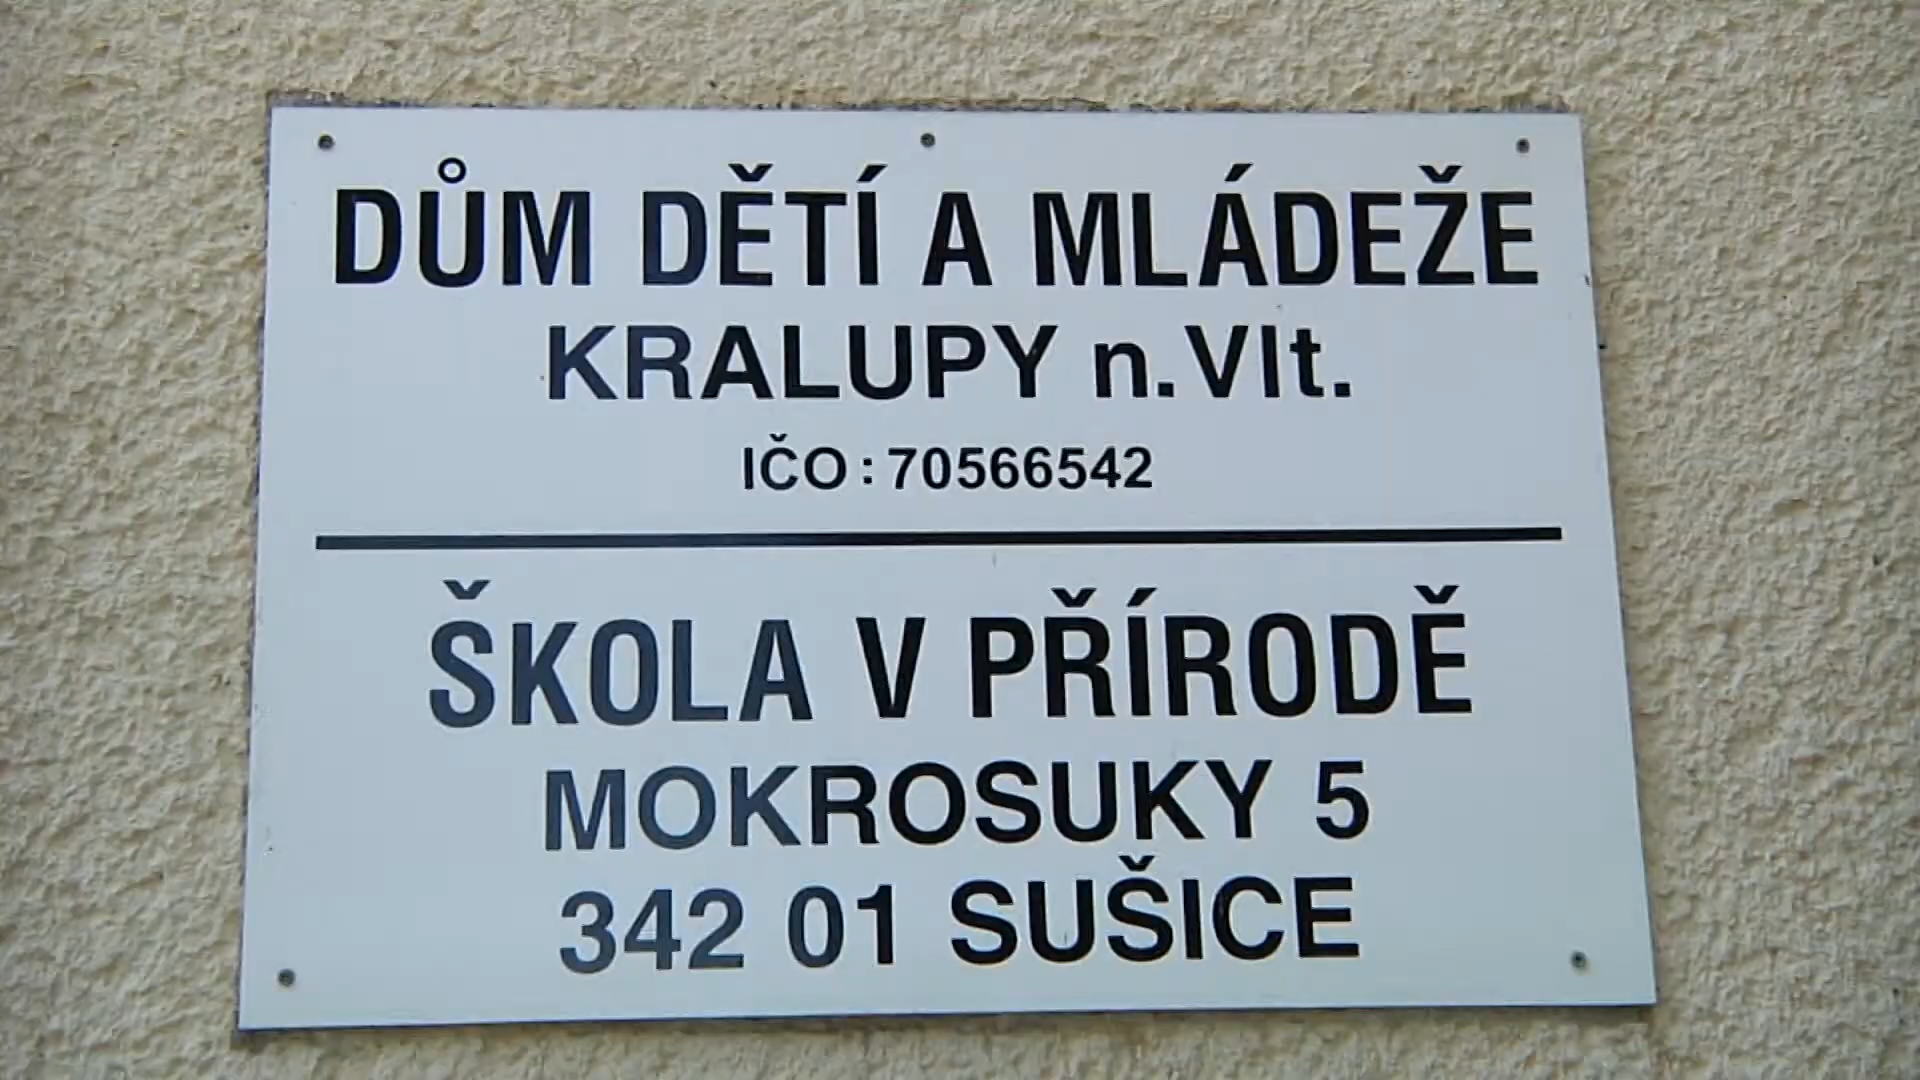 DŮM DĚTÍ A MLÁDEŽE
KRALUPY n.Vlt.
IČO:70566542
ŠKOLA V PŘÍRODĚ
MOKROSUKY 5
342 01 SUŠICE